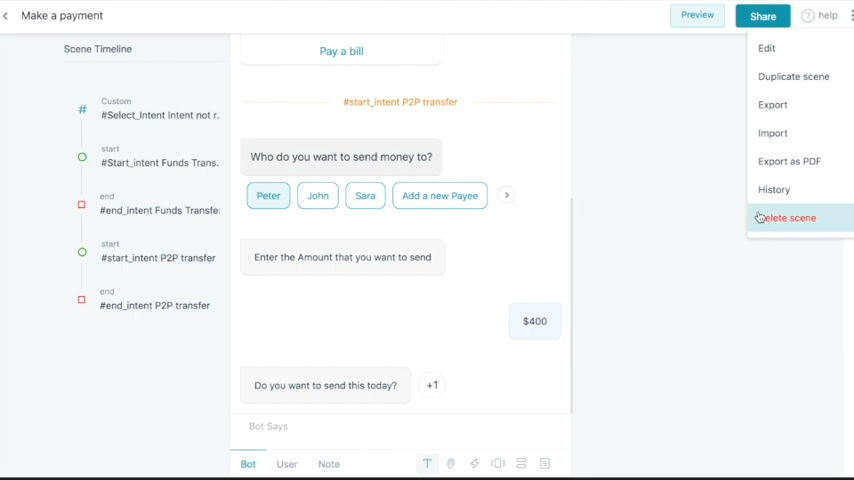 Make a payment
Preview
Share
help
Scene Timeline
Custom
#Select_Intent Intent not r.
start
#Start_intent Funds Trans.
end
#end_intent Funds Transfe
start
#start_intent P2P transfer
end
#end_intent P2P transfer
Pay a bill
#start_intent P2P transfer
Who do you want to send money to?
Peter John Sara Add a new Payee
Enter the Amount that you want to send
$400
Do you want to send this today? +1
Bot Says
Bot User Note
Edit
Duplicate scene
Export
Import
Export as PDF
History
elete scene